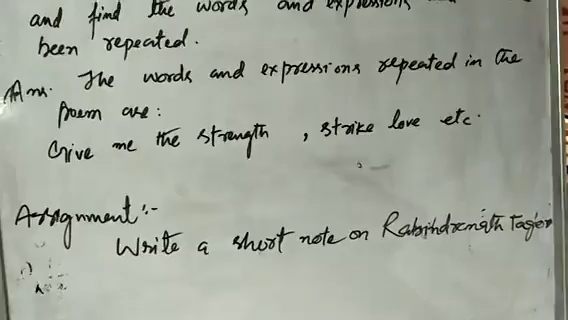 and find the words and expressions
been repeated.
Ans. The words and expressions repeated in the
Poem are:
Give me the strength , strike love etc.
Assignment:-
Write a short note on Rabindranath Tagore